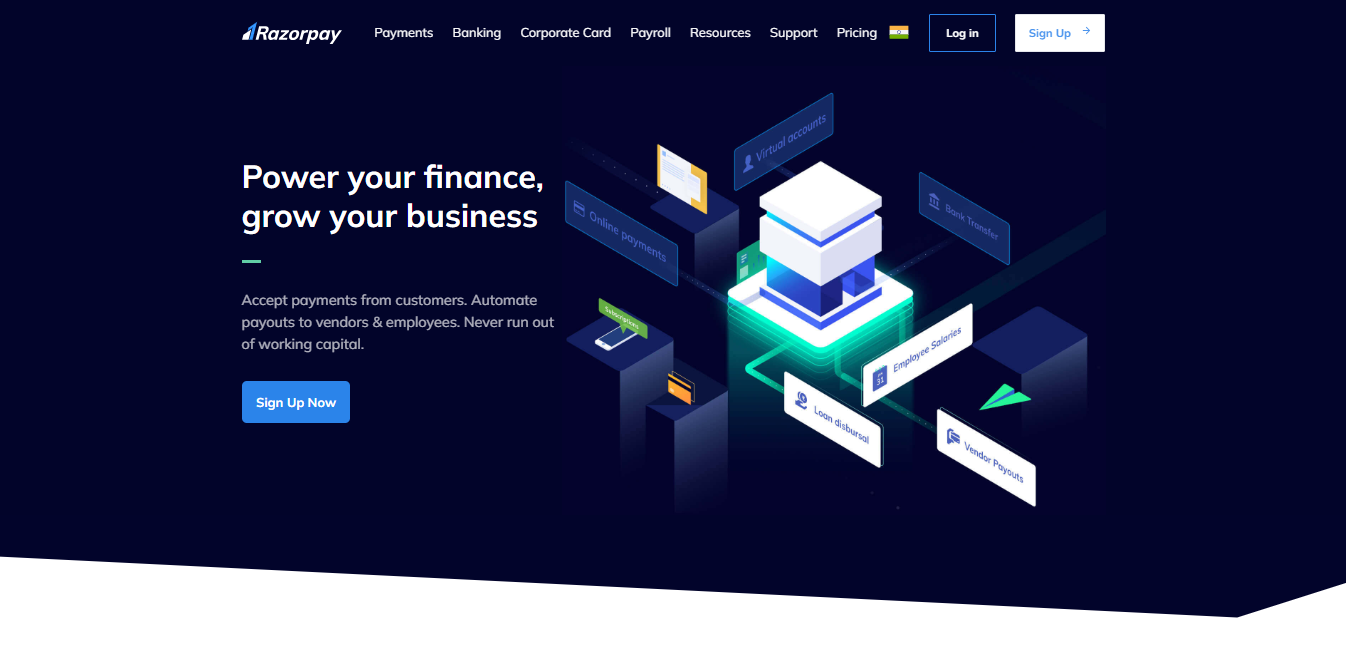 Razorpay
Payments
Banking
Corporate Card
Payroll
Resources
Support
Pricing
Log in
Sign Up
Power your finance,
grow your business
Accept payments from customers. Automate
payouts to vendors & employees. Never run out
of working capital.
Sign Up Now
Virtual accounts
Online payments
Bank Transfer
Subscriptions
Employee Salaries
31
Loan disbursal
Vendor Payouts